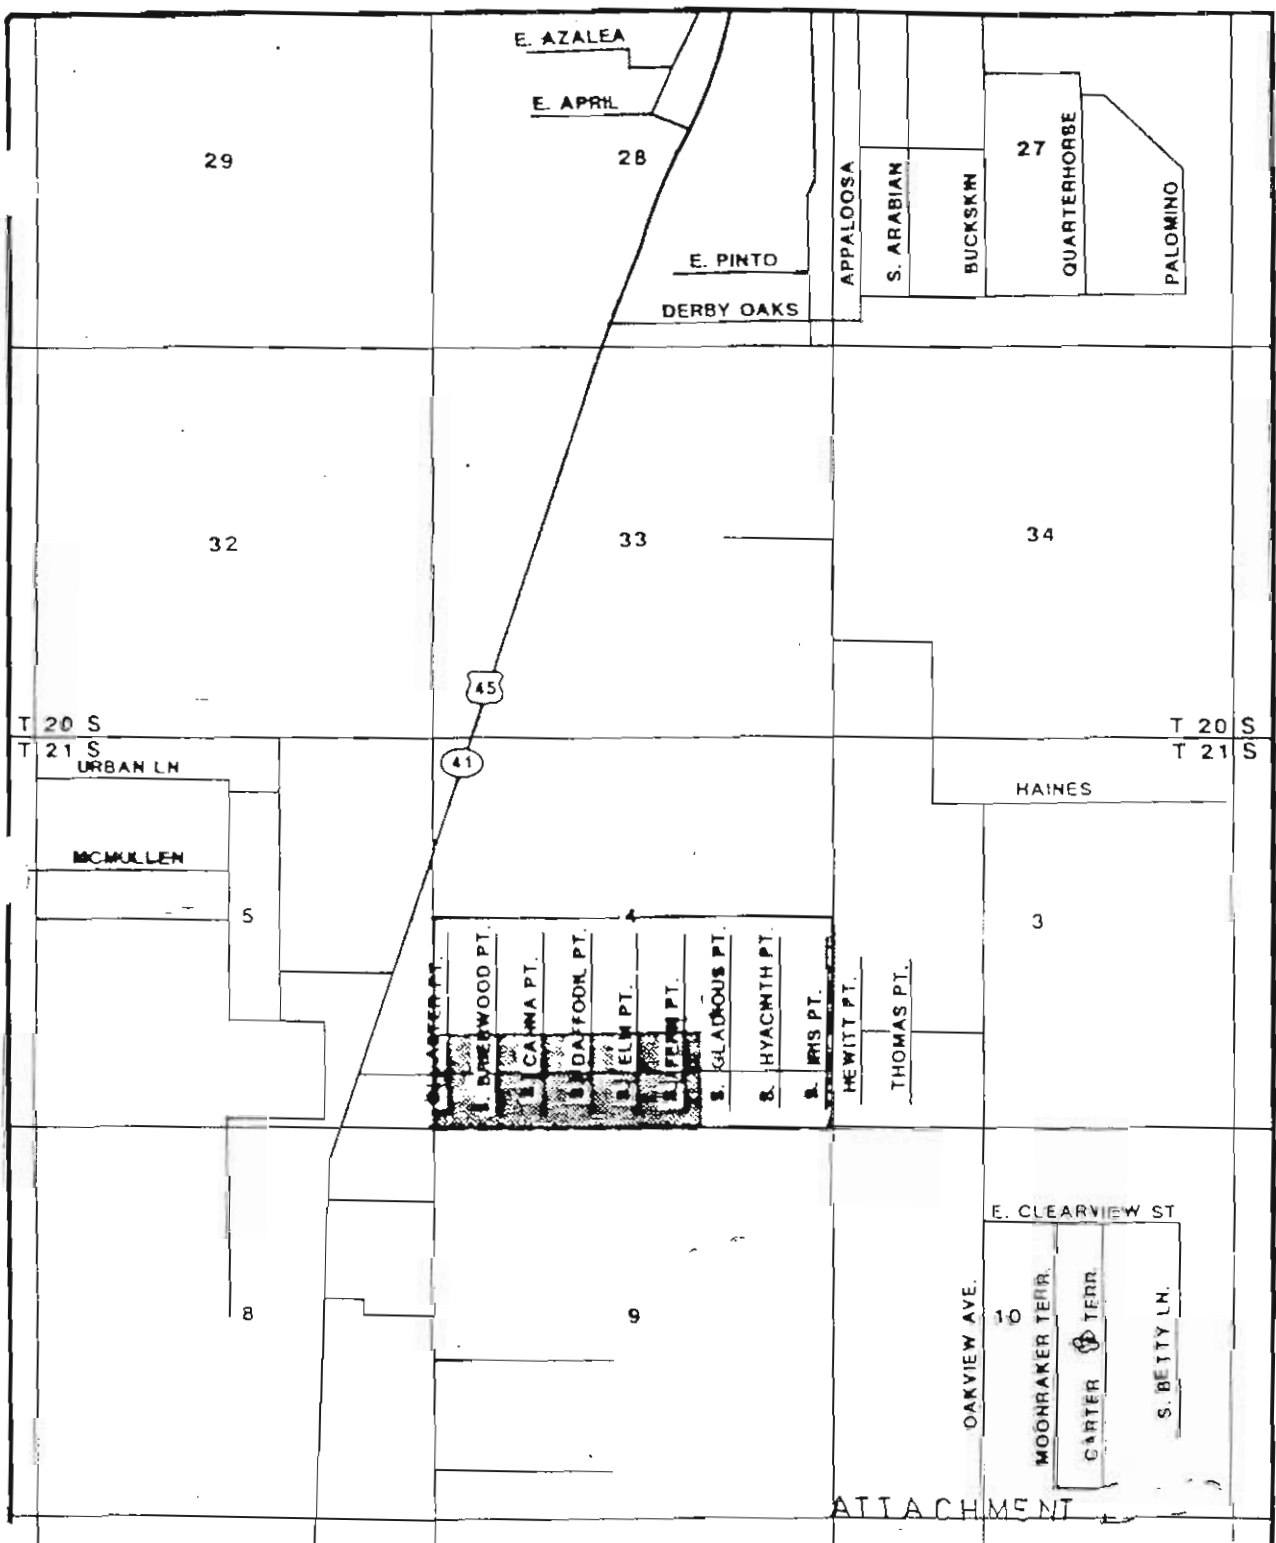 E. AZALEA
E. APRIL
29
28
27
APPALOOSA
S. ARABIAN
BUCKSKIN
QUARTERHORSE
PALOMINO
E. PINTO
DERBY OAKS
32
33
34
45
T 20 S
T 20 S
T 21 S
T 21 S
41
URBAN LN
HAINES
MCMULLEN
5
4
3
PT.
PT.
S. CANNA PT.
S. DAFFODIL PT.
S. ELM PT.
S. FERN PT.
S. GLADIOUS PT.
S. HYACINTH PT.
S. IRIS PT.
HEWITT PT.
THOMAS PT.
E. CLEARVIEW ST
8
9
10
OAKVIEW AVE.
MOONRAKER TERR.
CARTER TERR.
S. BETTY LN.
ATTACHMENT